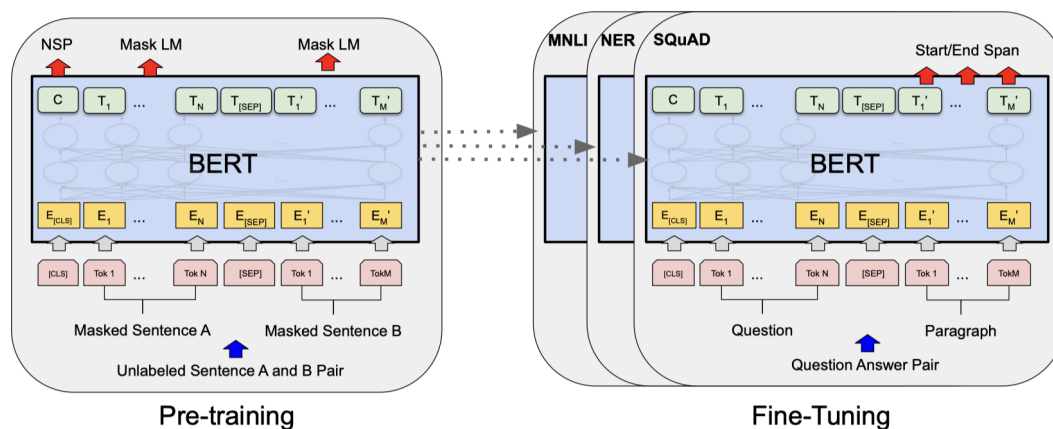 NSP Mask LM Mask LM
C T1 ... TN T[SEP] T1' ... TM'
...
BERT
...
E[CLS] E1 ... EN E[SEP] E1' ... EM'
[CLS] Tok 1 ... Tok N [SEP] Tok 1 ... TokM
Masked Sentence A Masked Sentence B
Unlabeled Sentence A and B Pair
Pre-training
MNLI NER SQuAD
Start/End Span
C T1 ... TN T[SEP] T1' ... TM'
...
BERT
...
E[CLS] E1 ... EN E[SEP] E1' ... EM'
[CLS] Tok 1 ... Tok N [SEP] Tok 1 ... TokM
Question Paragraph
Question Answer Pair
Fine-Tuning